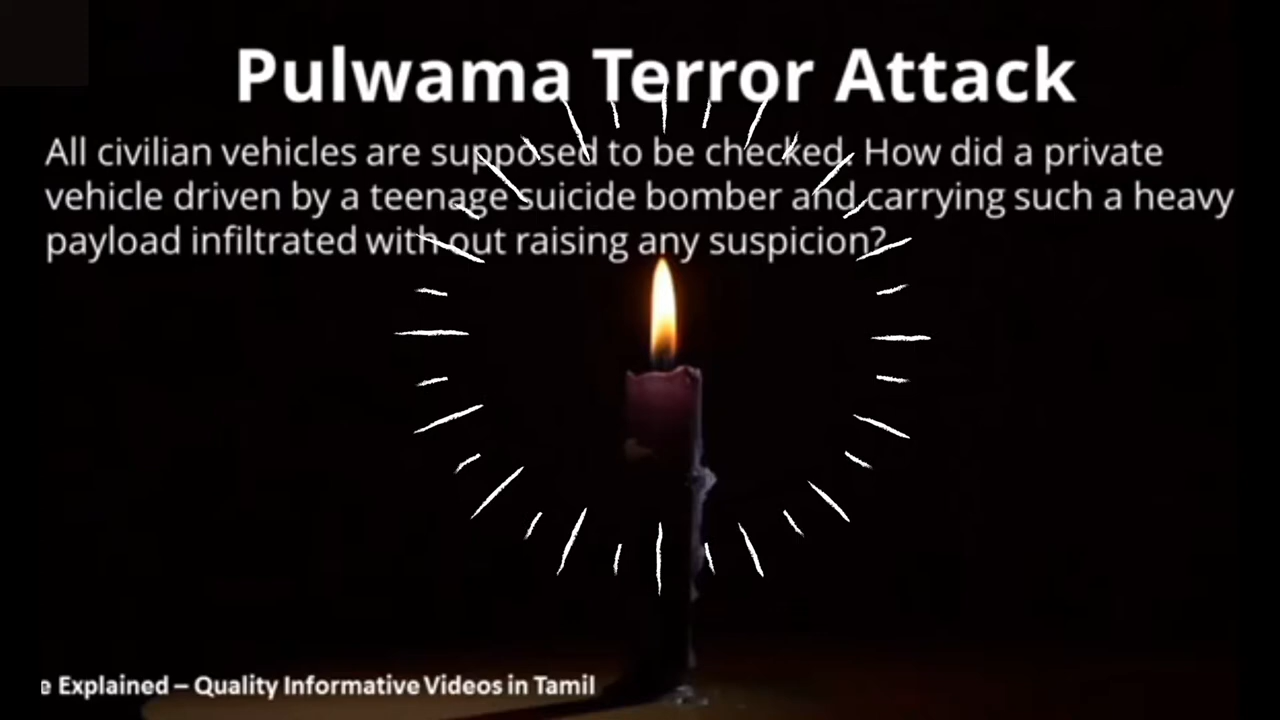 Pulwama Terror Attack
All civilian vehicles are supposed to be checked. How did a private
vehicle driven by a teenage suicide bomber and carrying such a heavy
payload infiltrated with out raising any suspicion?
e Explained – Quality Informative Videos in Tamil